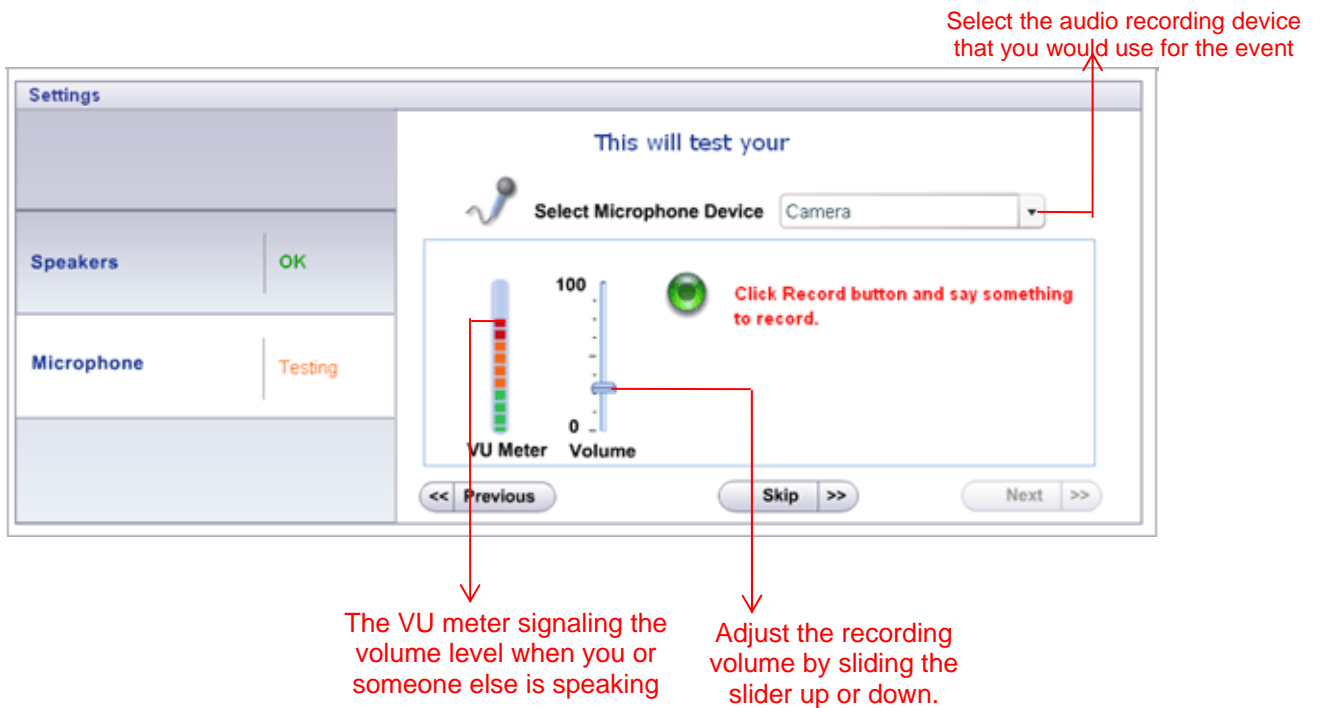 Select the audio recording device
that you would use for the event
Settings
This will test your
Select Microphone Device Camera
Speakers OK
100
Click Record button and say something
to record.
Microphone Testing
0
VU Meter Volume
<< Previous Skip >> Next >>
The VU meter signaling the
volume level when you or
someone else is speaking
Adjust the recording
volume by sliding the
slider up or down.